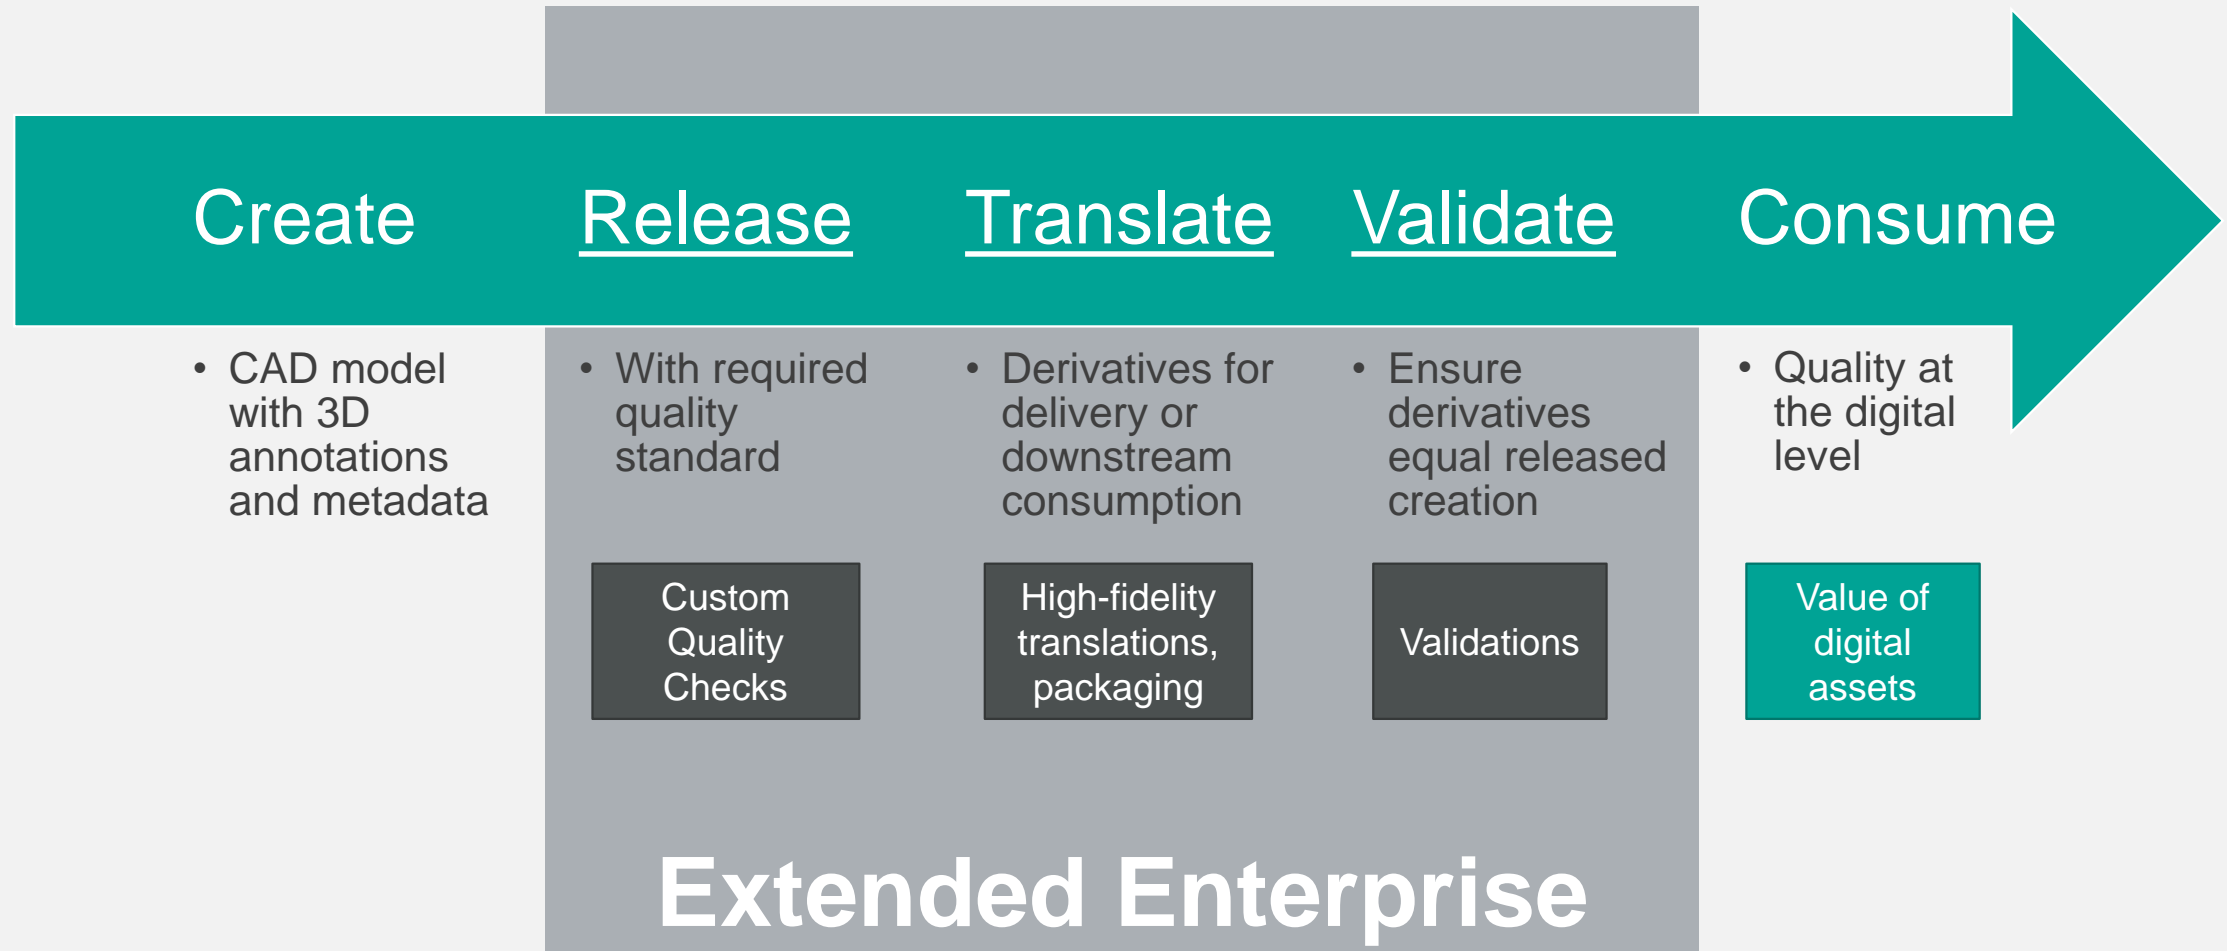 Create
Release
Translate
Validate
Consume
• CAD model
with 3D
annotations
and metadata
• With required
quality
standard
• Derivatives for
delivery or
downstream
consumption
• Ensure
derivatives
equal released
creation
• Quality at
the digital
level
Custom
Quality
Checks
High-fidelity
translations,
packaging
Validations
Value of
digital
assets
Extended Enterprise